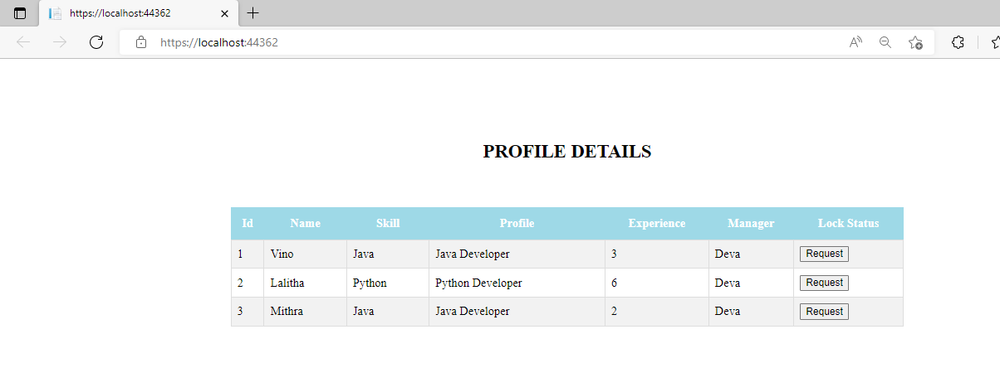 https://localhost:44362
https://localhost:44362
PROFILE DETAILS
Id Name Skill Profile Experience Manager Lock Status
1 Vino Java Java Developer 3 Deva Request
2 Lalitha Python Python Developer 6 Deva Request
3 Mithra Java Java Developer 2 Deva Request